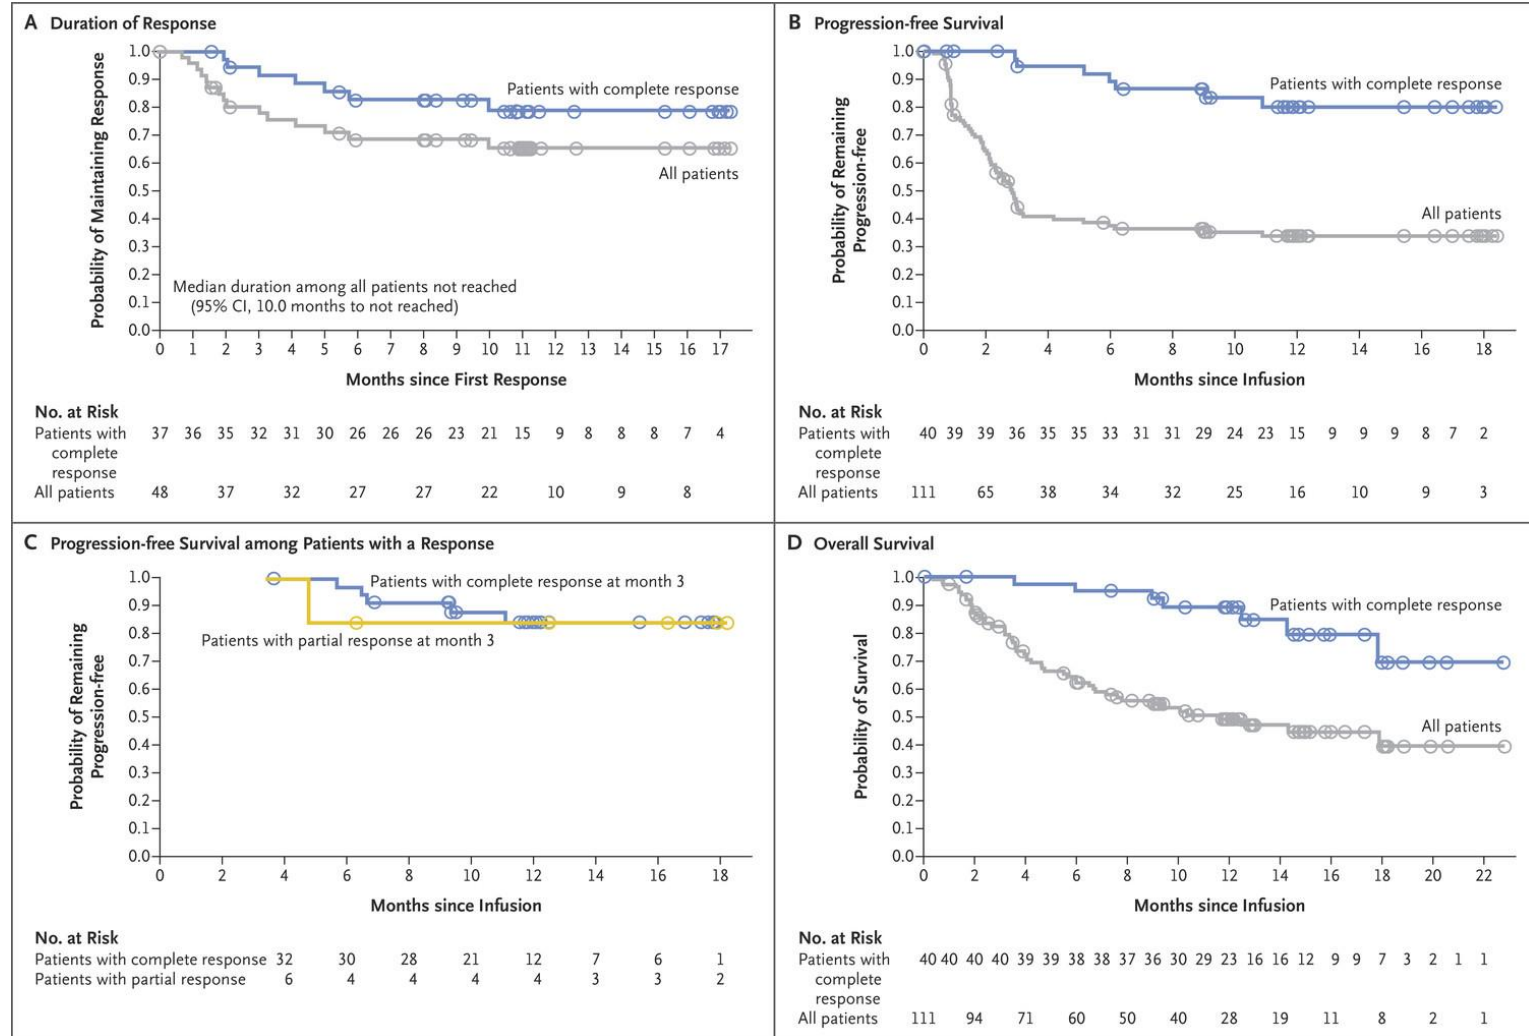 A Duration of Response
Probability of Maintaining Response
1.0
0.9
0.8
0.7
0.6
0.5
0.4
0.3
0.2
0.1
0.0
Patients with complete response
All patients
Median duration among all patients not reached
(95% CI, 10.0 months to not reached)
0 1 2 3 4 5 6 7 8 9 10 11 12 13 14 15 16 17
Months since First Response
No. at Risk
Patients with 37 36 35 32 31 30 26 26 26 23 21 15 9 8 8 8 7 4
complete
response
All patients 48 37 32 27 27 22 10 9 8
B Progression-free Survival
Probability of Remaining
Progression-free
1.0
0.9
0.8
0.7
0.6
0.5
0.4
0.3
0.2
0.1
0.0
Patients with complete response
All patients
0 2 4 6 8 10 12 14 16 18
Months since Infusion
No. at Risk
Patients with 40 39 39 36 35 35 33 31 31 29 24 23 15 9 9 9 8 7 2
complete
response
All patients 111 65 38 34 32 25 16 10 9 3
C Progression-free Survival among Patients with a Response
Probability of Remaining
Progression-free
1.0
0.9
0.8
0.7
0.6
0.5
0.4
0.3
0.2
0.1
0.0
Patients with complete response at month 3
Patients with partial response at month 3
0 2 4 6 8 10 12 14 16 18
Months since Infusion
No. at Risk
Patients with complete response 32 30 28 21 12 7 6 1
Patients with partial response 6 4 4 4 4 3 3 2
D Overall Survival
Probability of Survival
1.0
0.9
0.8
0.7
0.6
0.5
0.4
0.3
0.2
0.1
0.0
Patients with complete response
All patients
0 2 4 6 8 10 12 14 16 18 20 22
Months since Infusion
No. at Risk
Patients with 40 40 40 40 39 39 38 38 37 36 30 29 23 16 16 12 9 9 7 3 2 1 1
complete
response
All patients 111 94 71 60 50 40 28 19 11 8 2 1